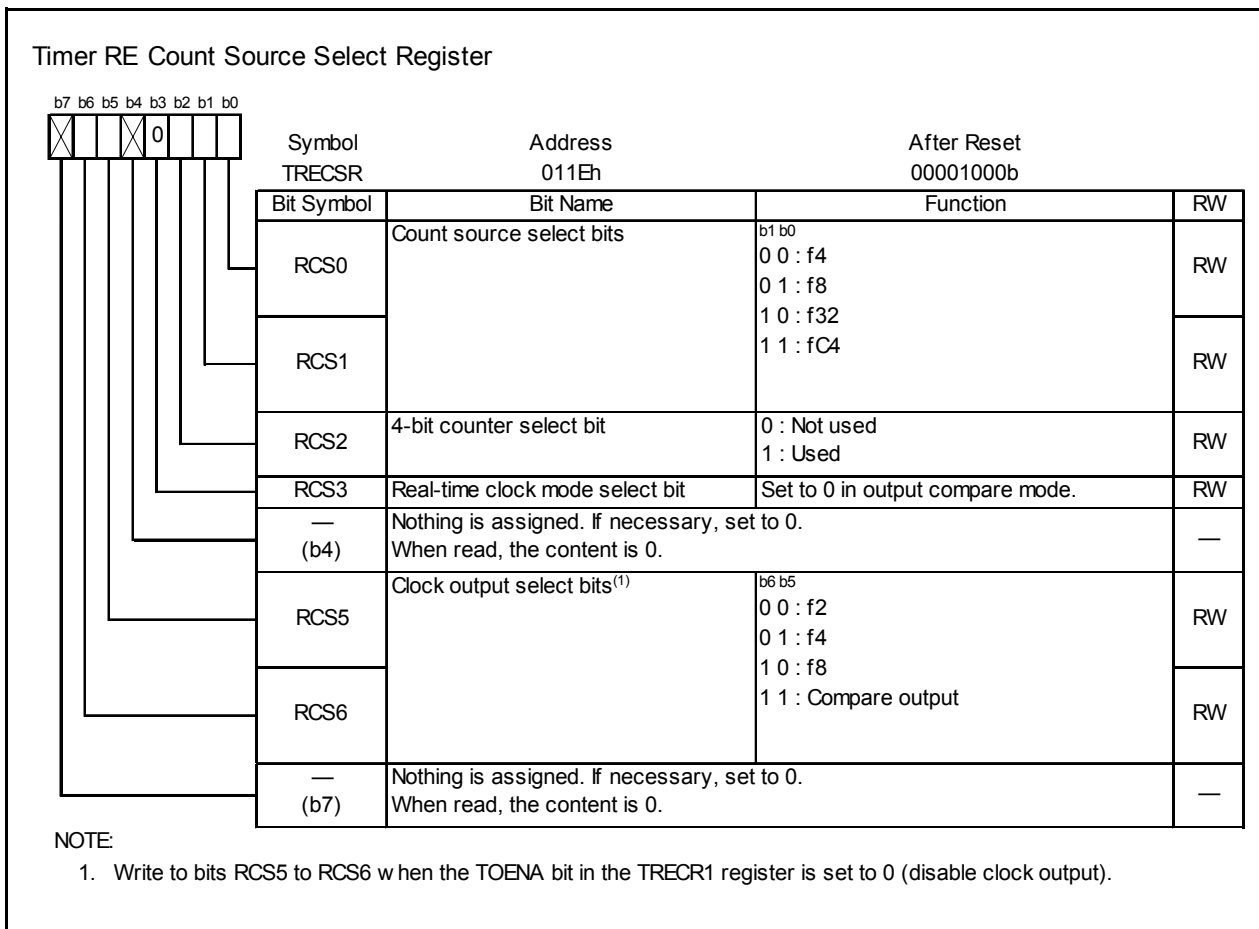 Timer RE Count Source Select Register
b7 b6 b5 b4 b3 b2 b1 b0
0
Symbol Address After Reset
TRECSR 011Eh 00001000b
Bit Symbol Bit Name Function RW
RCS0 Count source select bits b1 b0 RW
0 0 : f4
0 1 : f8
1 0 : f32
RCS1 1 1 : fC4 RW
RCS2 4-bit counter select bit 0 : Not used RW
1 : Used
RCS3 Real-time clock mode select bit Set to 0 in output compare mode. RW
— Nothing is assigned. If necessary, set to 0. —
(b4) When read, the content is 0.
RCS5 Clock output select bits(1) b6 b5 RW
0 0 : f2
0 1 : f4
1 0 : f8
RCS6 1 1 : Compare output RW
— Nothing is assigned. If necessary, set to 0. —
(b7) When read, the content is 0.
NOTE:
1. Write to bits RCS5 to RCS6 w hen the TOENA bit in the TRECR1 register is set to 0 (disable clock output).